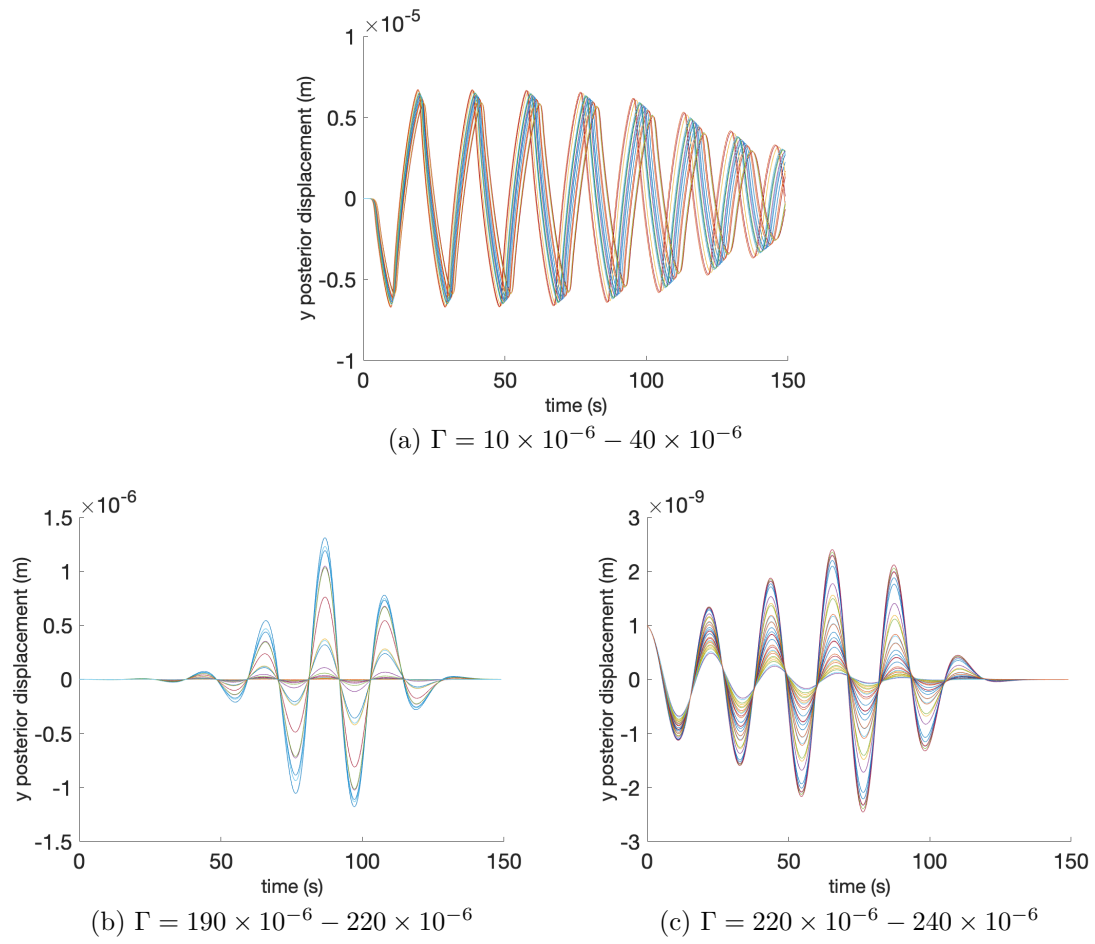 ×10⁻⁵
1
0.5
0
-0.5
-1
y posterior displacement (m)
0 50 100 150
time (s)
(a) Γ = 10 × 10⁻⁶ − 40 × 10⁻⁶
×10⁻⁶
1.5
1
0.5
0
-0.5
-1
-1.5
y posterior displacement (m)
0 50 100 150
time (s)
(b) Γ = 190 × 10⁻⁶ − 220 × 10⁻⁶
×10⁻⁹
3
2
1
0
-1
-2
-3
y posterior displacement (m)
0 50 100 150
time (s)
(c) Γ = 220 × 10⁻⁶ − 240 × 10⁻⁶